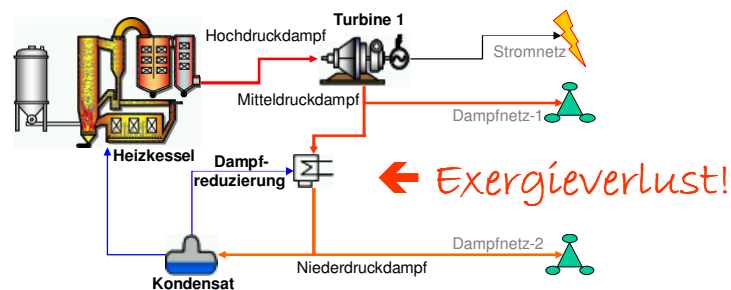 Turbine 1
Hochdruckdampf
Stromnetz
Mitteldruckdampf
Dampfnetz-1
Heizkessel
Dampf-
reduzierung
← Exergieverlust!
Dampfnetz-2
Niederdruckdampf
Kondensat